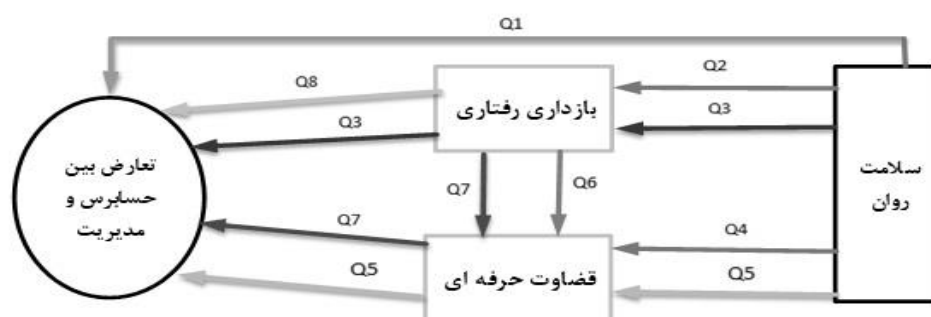 Q1
Q2
Q8
بازداری رفتاری
Q3
Q3
سلامت
روان
تعارض بین
حسابرس و
مدیریت
Q7
Q6
Q7
Q4
قضاوت حرفه ای
Q5
Q5